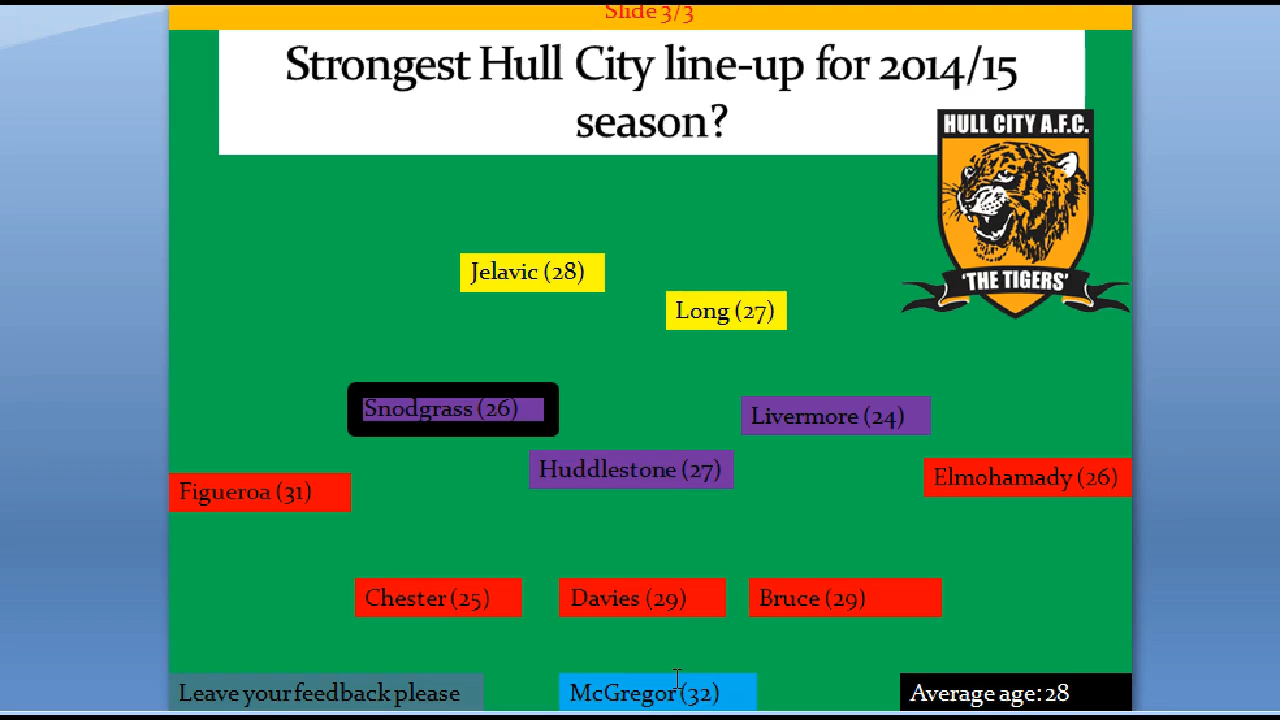 Slide 3/3
Strongest Hull City line-up for 2014/15
season?
HULL CITY A.F.C.
'THE TIGERS'
Jelavic (28)
Long (27)
Snodgrass (26)
Livermore (24)
Huddlestone (27)
Figueroa (31)
Elmohamady (26)
Chester (25)
Davies (29)
Bruce (29)
Leave your feedback please
McGregor (32)
Average age: 28